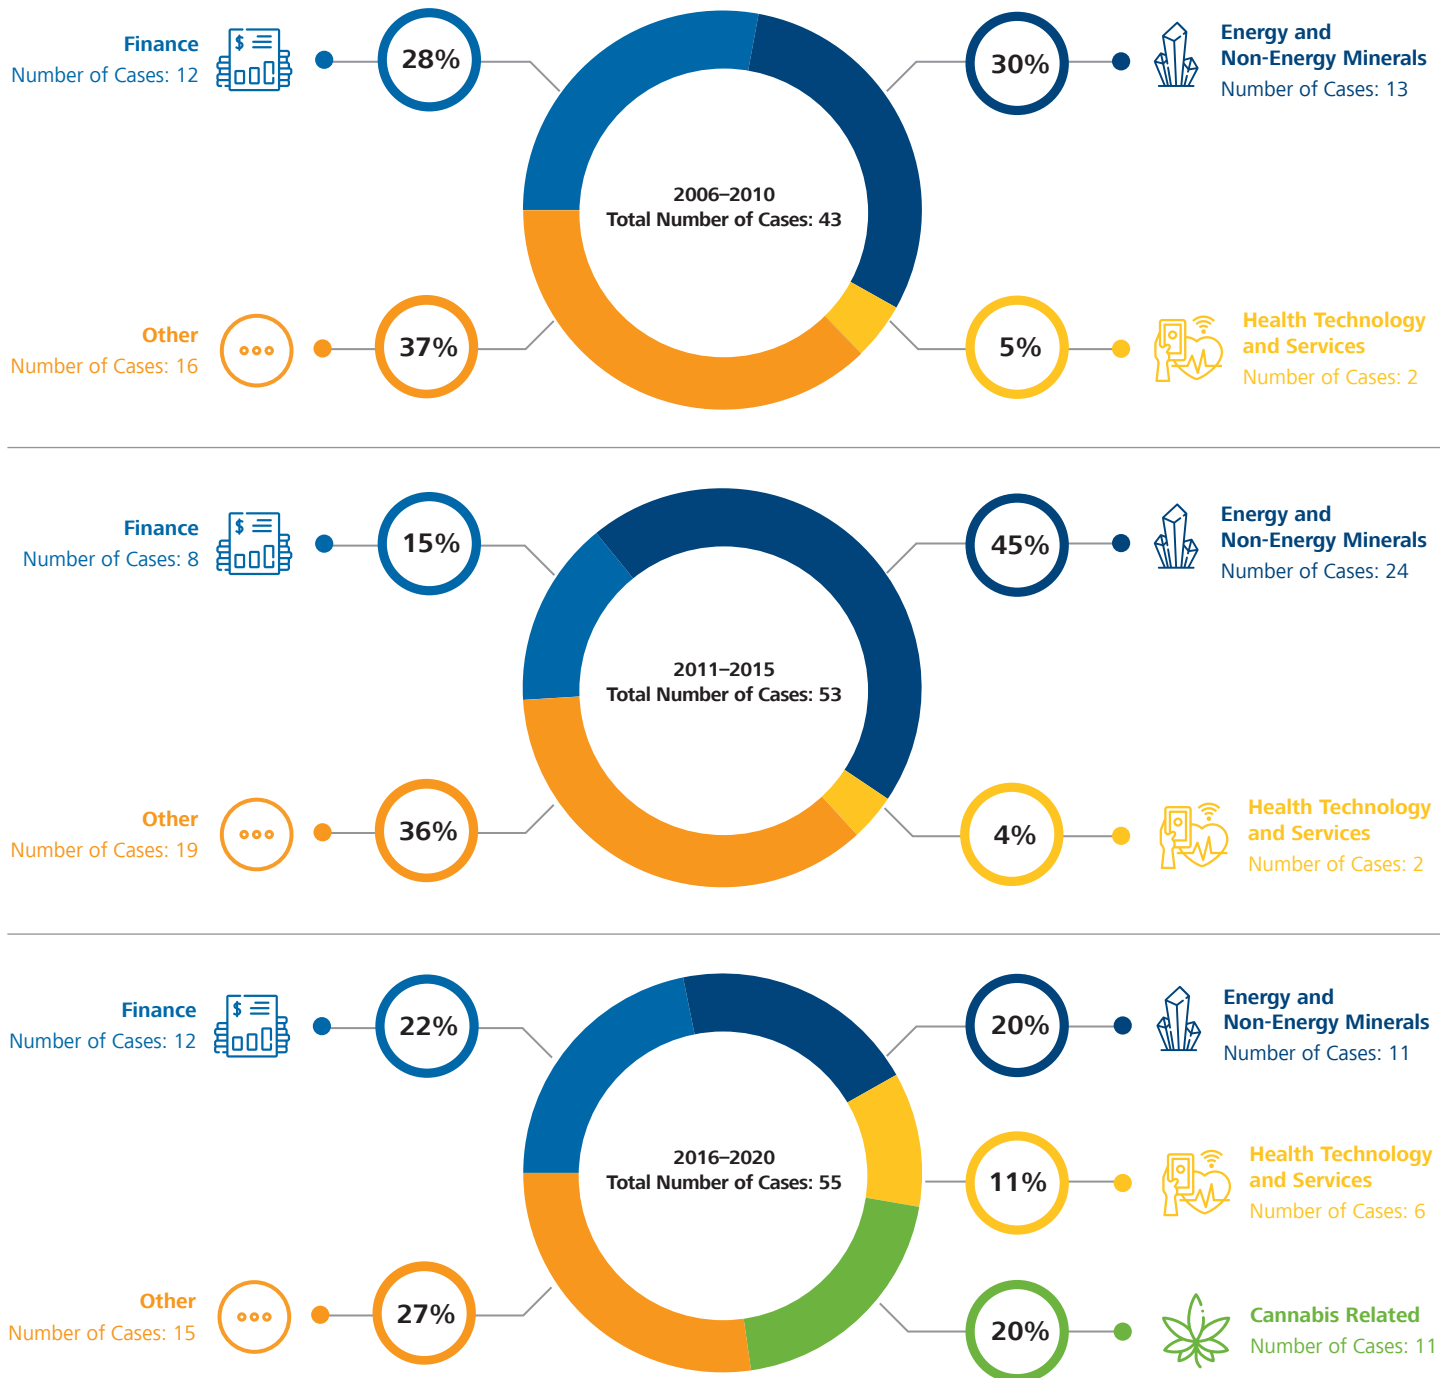 Finance
Number of Cases: 12
$
28%
30%
Energy and
Non-Energy Minerals
Number of Cases: 13
2006–2010
Total Number of Cases: 43
Other
Number of Cases: 16
37%
5%
Health Technology
and Services
Number of Cases: 2
Finance
Number of Cases: 8
$
15%
45%
Energy and
Non-Energy Minerals
Number of Cases: 24
2011–2015
Total Number of Cases: 53
Other
Number of Cases: 19
36%
4%
Health Technology
and Services
Number of Cases: 2
Finance
Number of Cases: 12
$
22%
20%
Energy and
Non-Energy Minerals
Number of Cases: 11
2016–2020
Total Number of Cases: 55
11%
Health Technology
and Services
Number of Cases: 6
Other
Number of Cases: 15
27%
20%
Cannabis Related
Number of Cases: 11